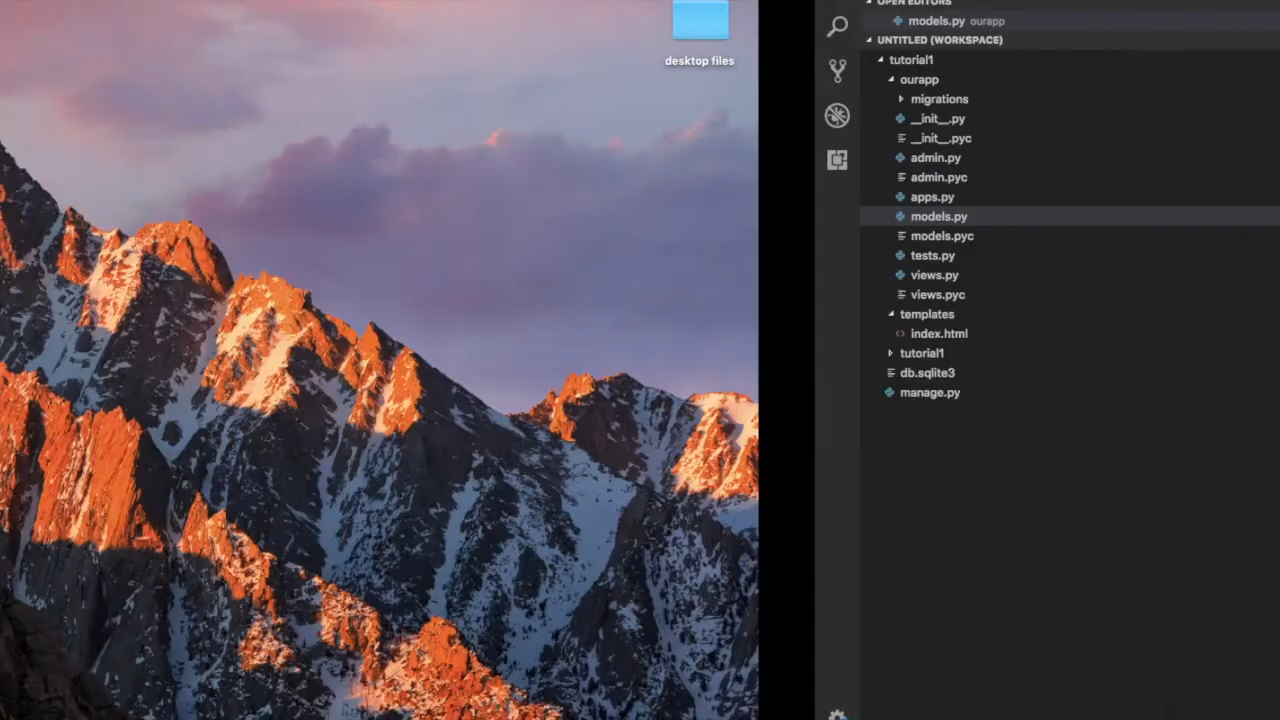 desktop files
OPEN EDITORS
models.py ourapp
UNTITLED (WORKSPACE)
tutorial1
ourapp
migrations
__init__.py
__init__.pyc
admin.py
admin.pyc
apps.py
models.py
models.pyc
tests.py
views.py
views.pyc
templates
index.html
tutorial1
db.sqlite3
manage.py